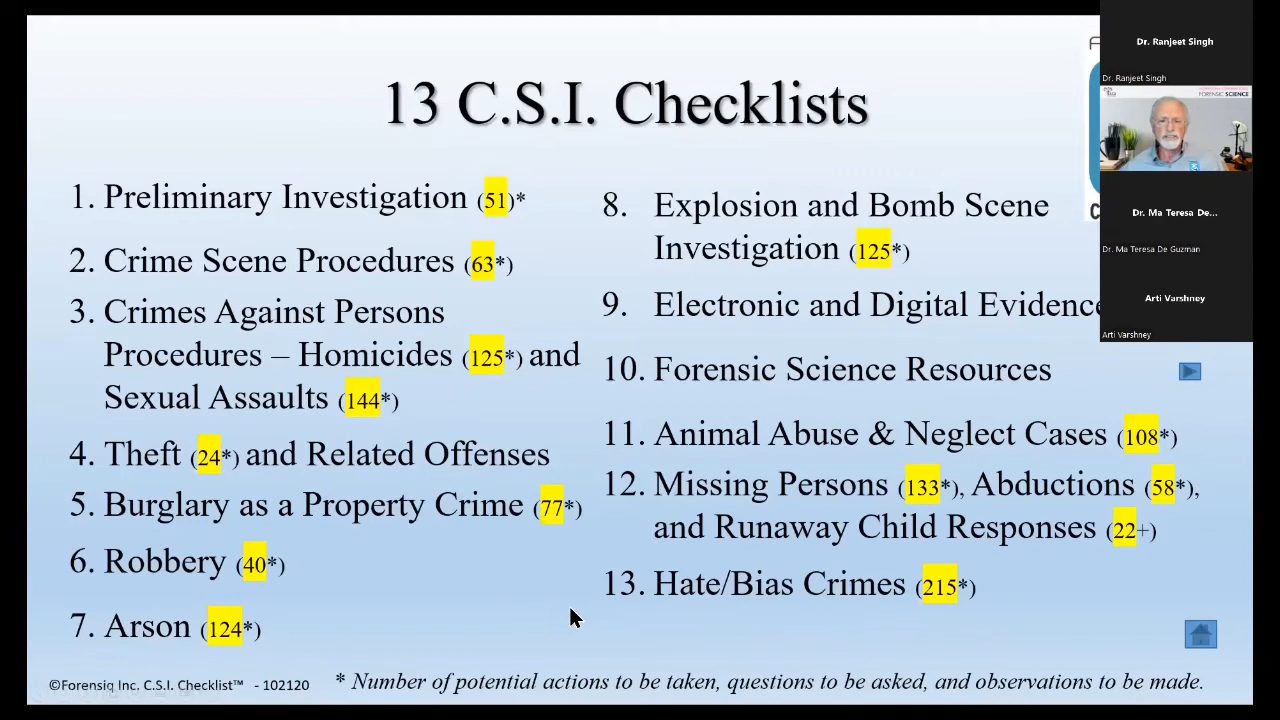 13 C.S.I. Checklists
1. Preliminary Investigation (51)*
2. Crime Scene Procedures (63*)
3. Crimes Against Persons
Procedures – Homicides (125*) and
Sexual Assaults (144*)
4. Theft (24*) and Related Offenses
5. Burglary as a Property Crime (77*)
6. Robbery (40*)
7. Arson (124*)
8. Explosion and Bomb Scene
Investigation (125*)
9. Electronic and Digital Evidence
10. Forensic Science Resources
11. Animal Abuse & Neglect Cases (108*)
12. Missing Persons (133*), Abductions (58*),
and Runaway Child Responses (22+)
13. Hate/Bias Crimes (215*)
©Forensiq Inc. C.S.I. Checklist™ - 102120
* Number of potential actions to be taken, questions to be asked, and observations to be made.
Dr. Ranjeet Singh
Dr. Ranjeet Singh
FORENSIC SCIENCE
Dr. Ma Teresa De...
Dr. Ma Teresa De Guzman
Arti Varshney
Arti Varshney